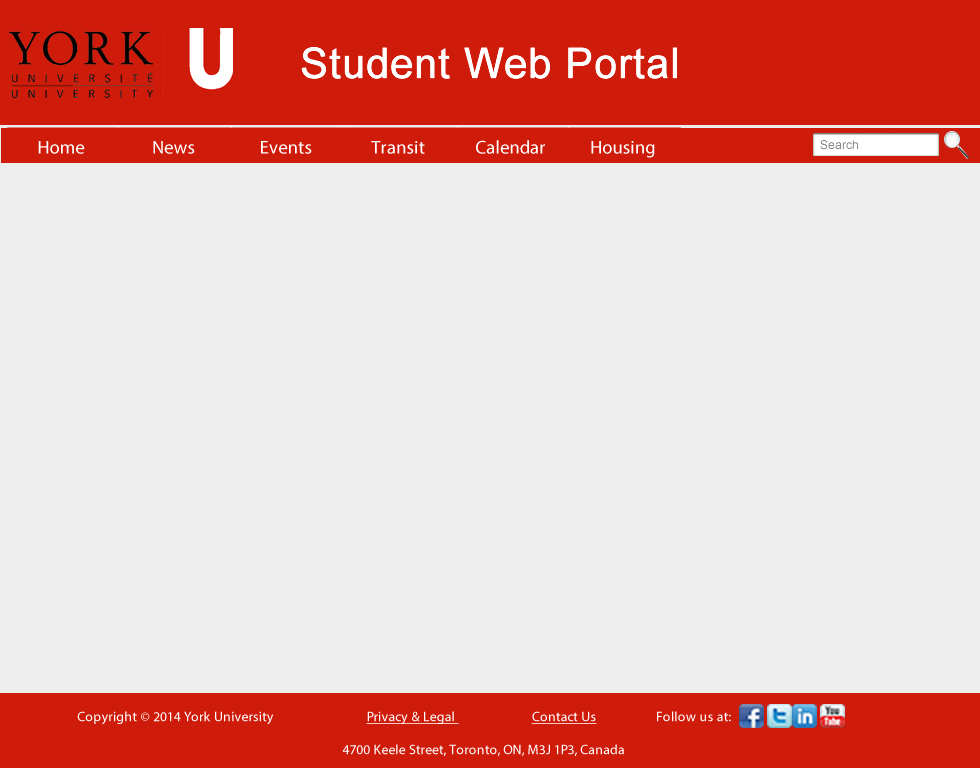 YORK
UNIVERSITÉ
UNIVERSITY
U
Student Web Portal
Home News Events Transit Calendar Housing Search
Copyright © 2014 York University Privacy & Legal Contact Us Follow us at: f t in You Tube
4700 Keele Street, Toronto, ON, M3J 1P3, Canada